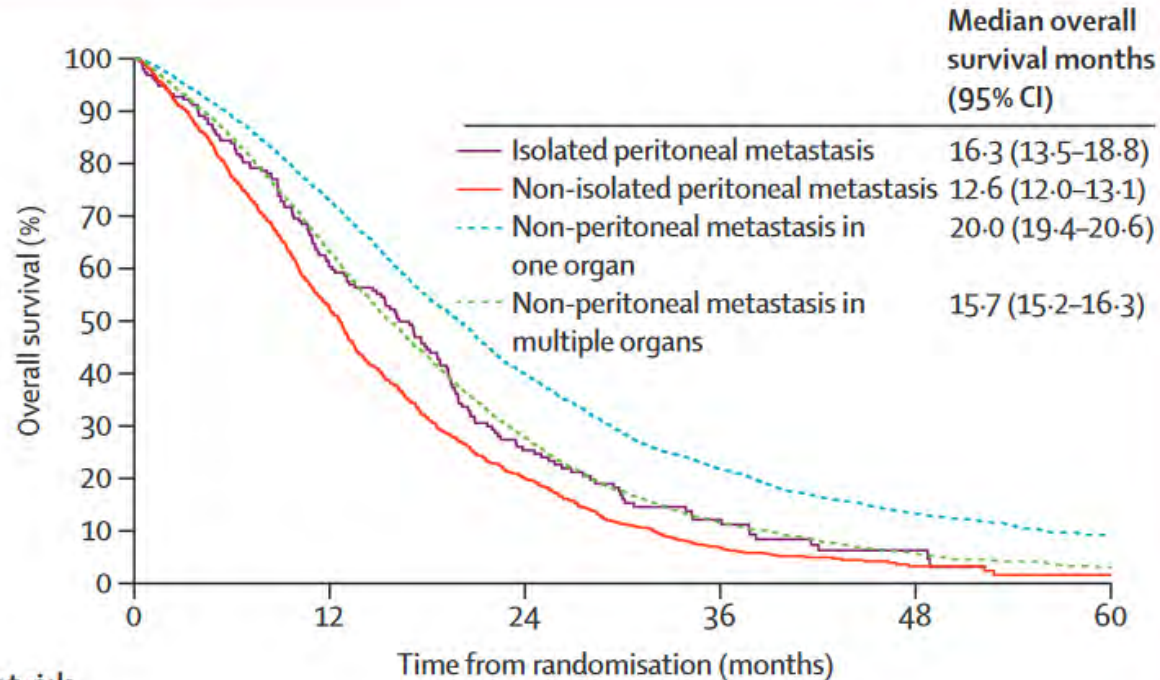 Median overall
survival months
(95% CI)
Isolated peritoneal metastasis 16·3 (13·5–18·8)
Non-isolated peritoneal metastasis 12·6 (12·0–13·1)
Non-peritoneal metastasis in 20·0 (19·4–20·6)
one organ
Non-peritoneal metastasis in 15·7 (15·2–16·3)
multiple organs
Overall survival (%)
100
90
80
70
60
50
40
30
20
10
0
0 12 24 36 48 60
Time from randomisation (months)